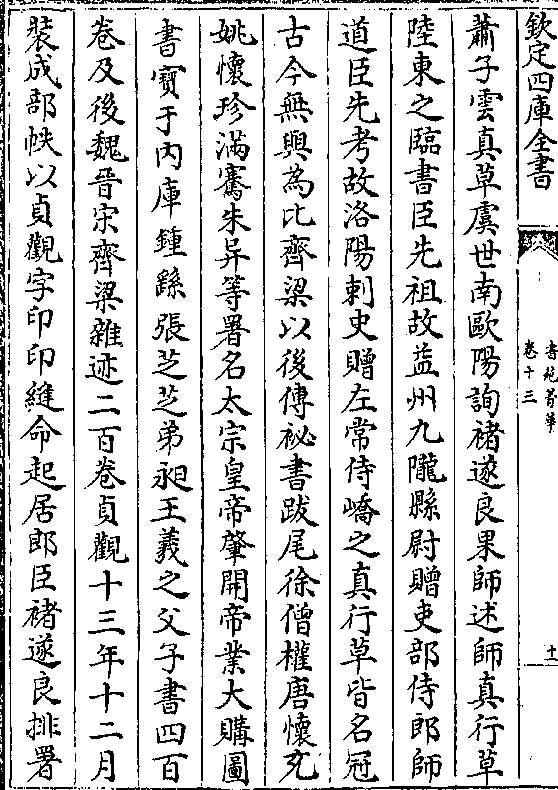 欽定四庫全書
書苑菁華
卷十三
十
蕭子雲真草虞世南歐陽詢禇遂良果師述師真行草
陸東之臨書臣先祖故益州九隴縣尉贈吏部侍郎師
道臣先考故洛陽刺史贈左常侍嶠之真行草皆名冠
古今無與為比齊梁以後傳祕書跋尾徐僧權唐懐充
姚懐珍滿騫朱异等署名太宗皇帝肇開帝業大購圖
書寳于内庫鍾繇張芝芝弟昶王羲之父子書四百
卷及後魏晉宋齊梁雜迹二百卷貞觀十三年十二月
裝成部帙以貞觀字印印縫命起居郎臣禇遂良排署